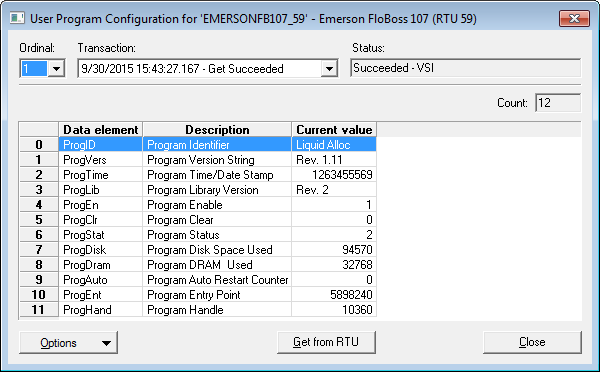 User Program Configuration for 'EMERSONFB107_59' - Emerson FloBoss 107 (RTU 59)
Ordinal: Transaction: Status:
1 9/30/2015 15:43:27.167 - Get Succeeded Succeeded - VSI
Count: 12
Data element Description Current value
0 ProgID Program Identifier Liquid Alloc
1 ProgVers Program Version String Rev. 1.11
2 ProgTime Program Time/Date Stamp 1263455569
3 ProgLib Program Library Version Rev. 2
4 ProgEn Program Enable 1
5 ProgClr Program Clear 0
6 ProgStat Program Status 2
7 ProgDisk Program Disk Space Used 94570
8 ProgDram Program DRAM  Used 32768
9 ProgAuto Program Auto Restart Counter 0
10 ProgEnt Program Entry Point 5898240
11 ProgHand Program Handle 10360
Options Get from RTU Close